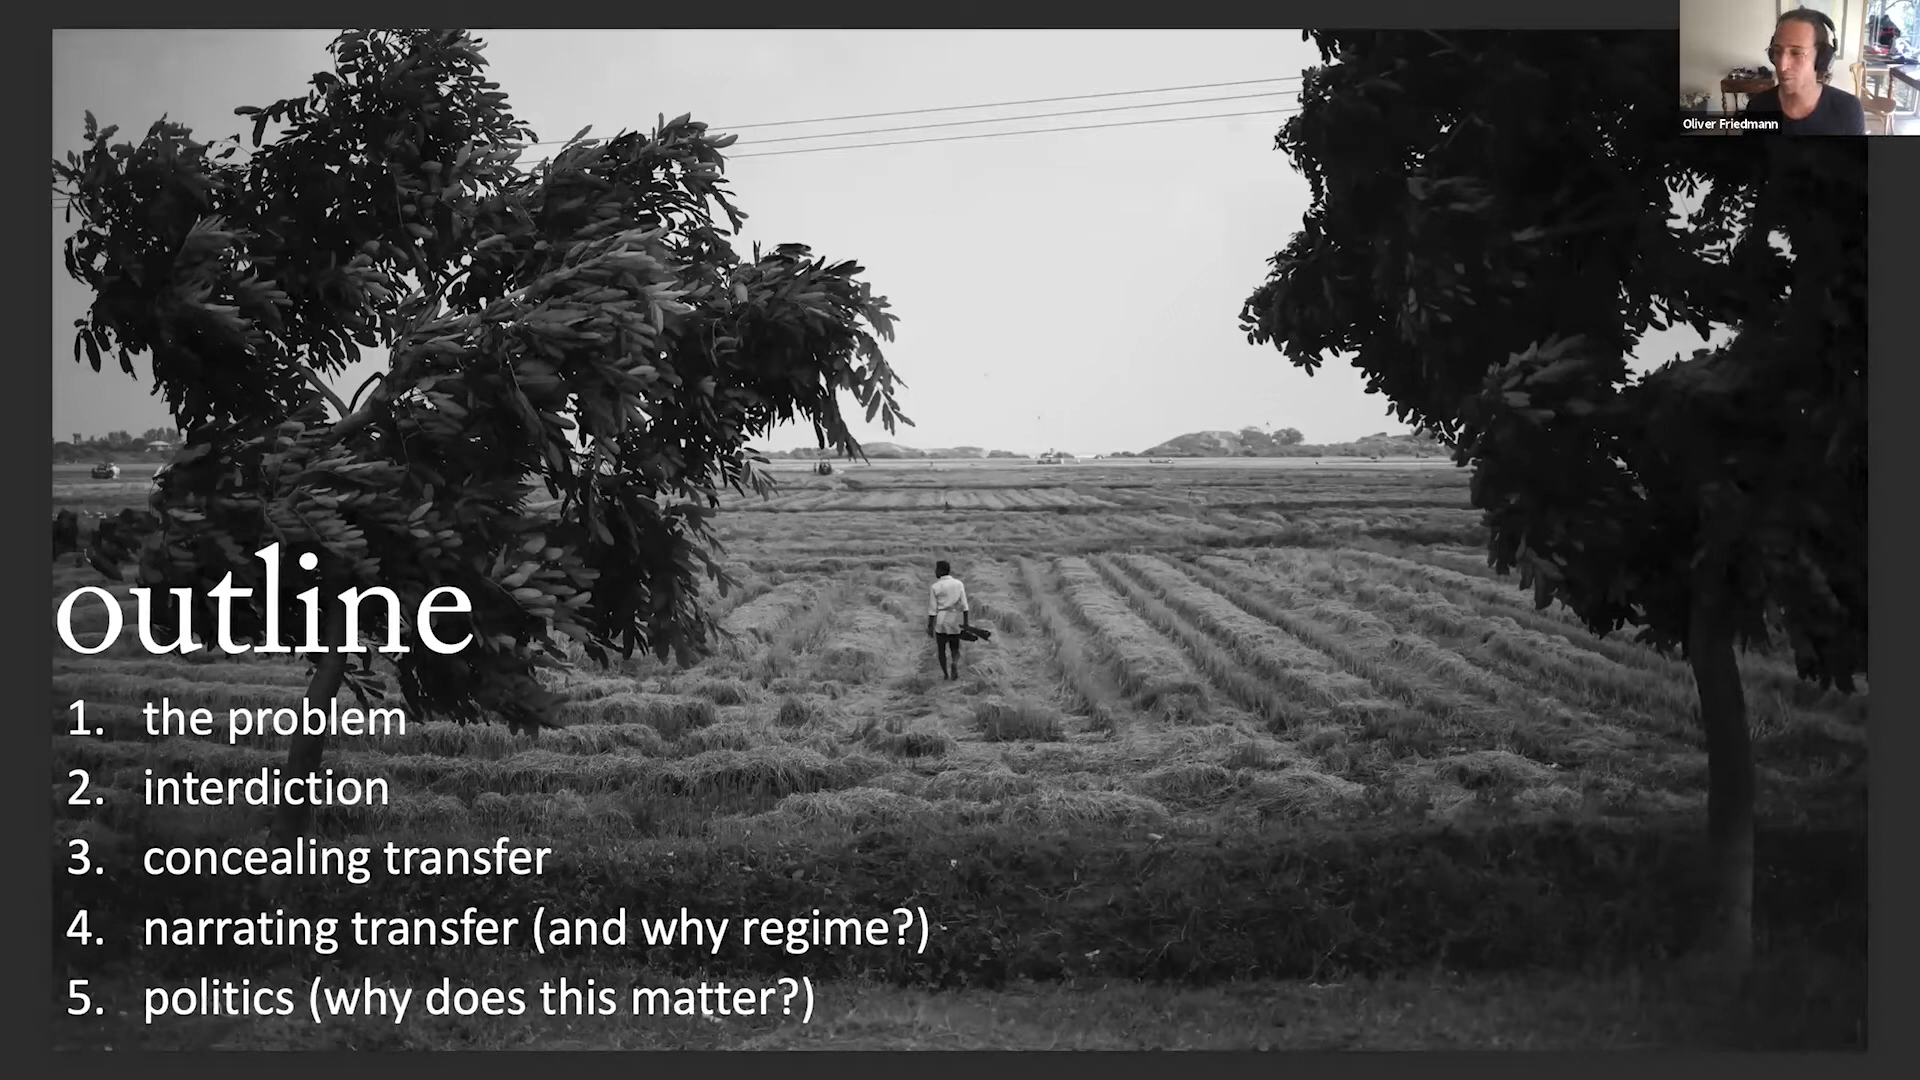 Oliver Friedmann
outline
1. the problem
2. interdiction
3. concealing transfer
4. narrating transfer (and why regime?)
5. politics (why does this matter?)